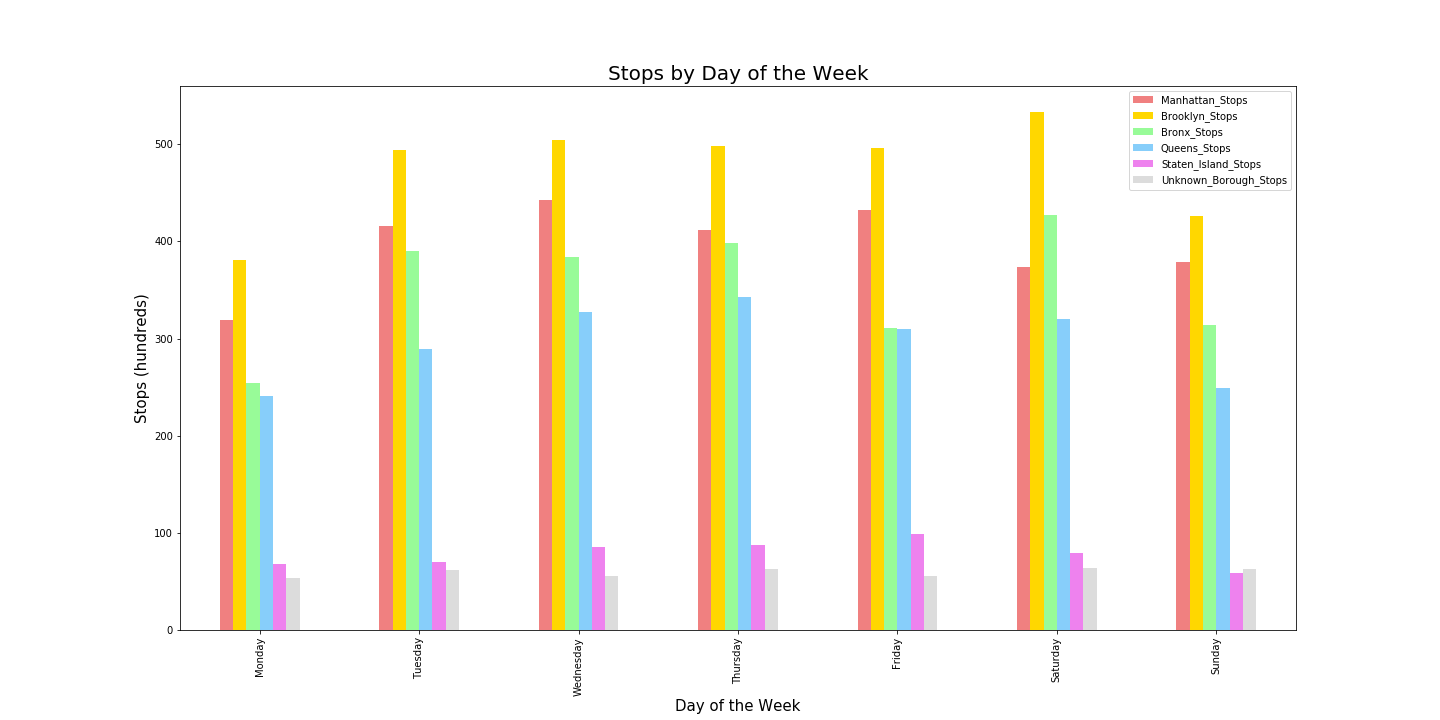 Stops by Day of the Week
Manhattan_Stops
Brooklyn_Stops
Bronx_Stops
Queens_Stops
Staten_Island_Stops
Unknown_Borough_Stops
Stops (hundreds)
500
400
300
200
100
0
Monday
Tuesday
Wednesday
Thursday
Friday
Saturday
Sunday
Day of the Week